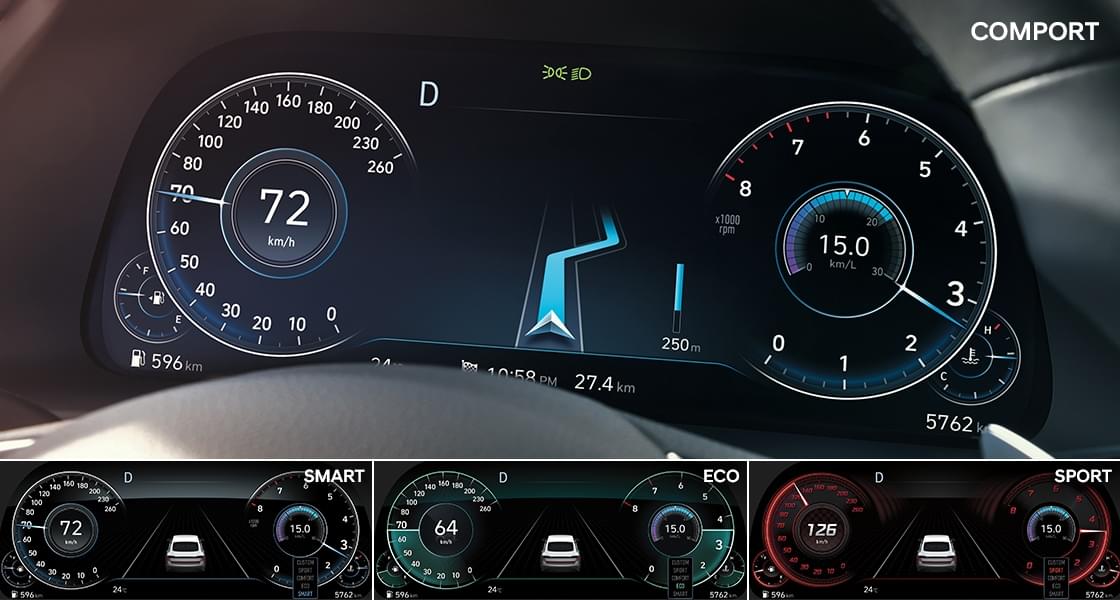 COMPORT
D
140 160 180
120 200
100 230
80 260
70
60
50
40
30
20 10 0
72
km/h
F
E
596 km
250 m
10:58 PM 27.4 km
6
7 5
8 4
x1000
rpm
3
0 2
1
10 20
15.0
km/L
0 30
H
C
5762
SMART
D
72
km/h
15.0
CUSTOM
SPORT
COMFORT
ECO
SMART
596 km
24°C
5762 km
ECO
D
64
km/h
15.0
CUSTOM
SPORT
COMFORT
ECO
SMART
596 km
24°C
5762 km
SPORT
D
126
km/h
15.0
CUSTOM
SPORT
COMFORT
ECO
SMART
596 km
24°C
5762 km